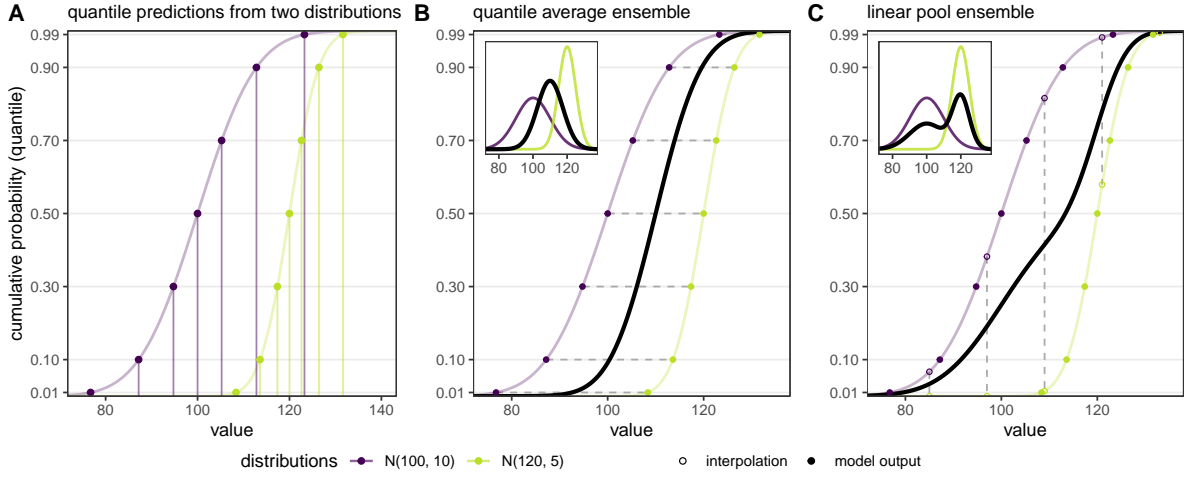 A quantile predictions from two distributions
B quantile average ensemble
C linear pool ensemble
cumulative probability (quantile)
0.99
0.90
0.70
0.50
0.30
0.10
0.01
80 100 120 140
value
0.99
0.90
0.70
0.50
0.30
0.10
0.01
80 100 120
80 100 120
value
0.99
0.90
0.70
0.50
0.30
0.10
0.01
80 100 120
80 100 120
value
distributions N(100, 10) N(120, 5) interpolation model output